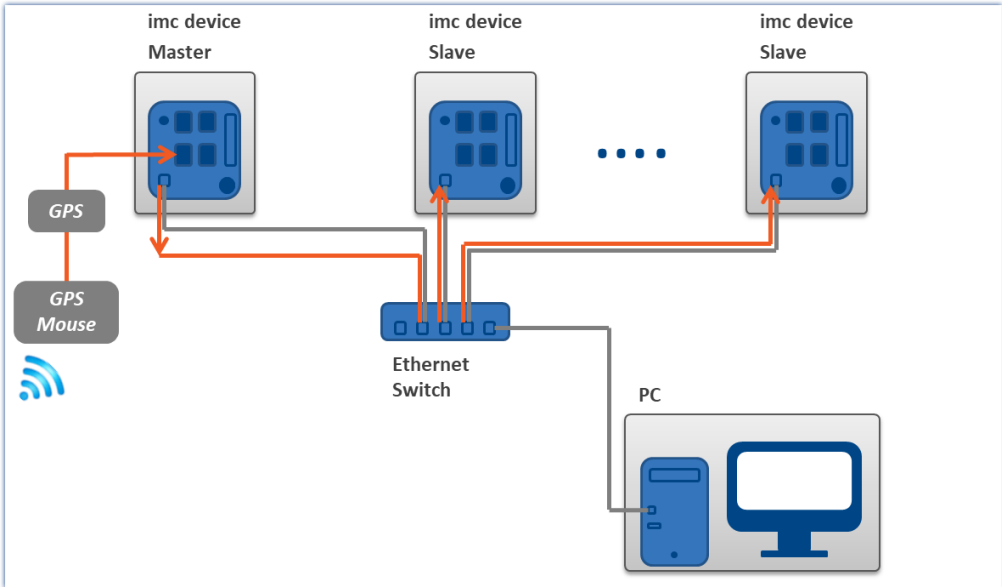 imc device
Master
imc device
Slave
imc device
Slave
GPS
GPS
Mouse
Ethernet
Switch
PC